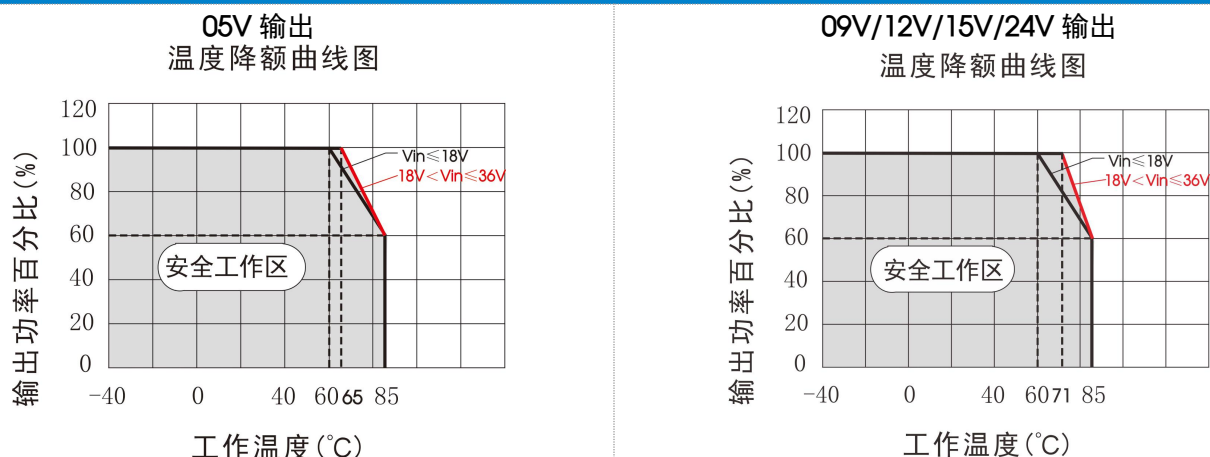 05V 输出
温度降额曲线图
输出功率百分比(%)
120
100
80
60
40
20
0
Vin≤18V
18V<Vin≤36V
安全工作区
-40 0 40 60 65 85
工作温度(℃)
09V/12V/15V/24V 输出
温度降额曲线图
输出功率百分比(%)
120
100
80
60
40
20
0
Vin≤18V
18V<Vin≤36V
安全工作区
-40 0 40 60 71 85
工作温度(℃)